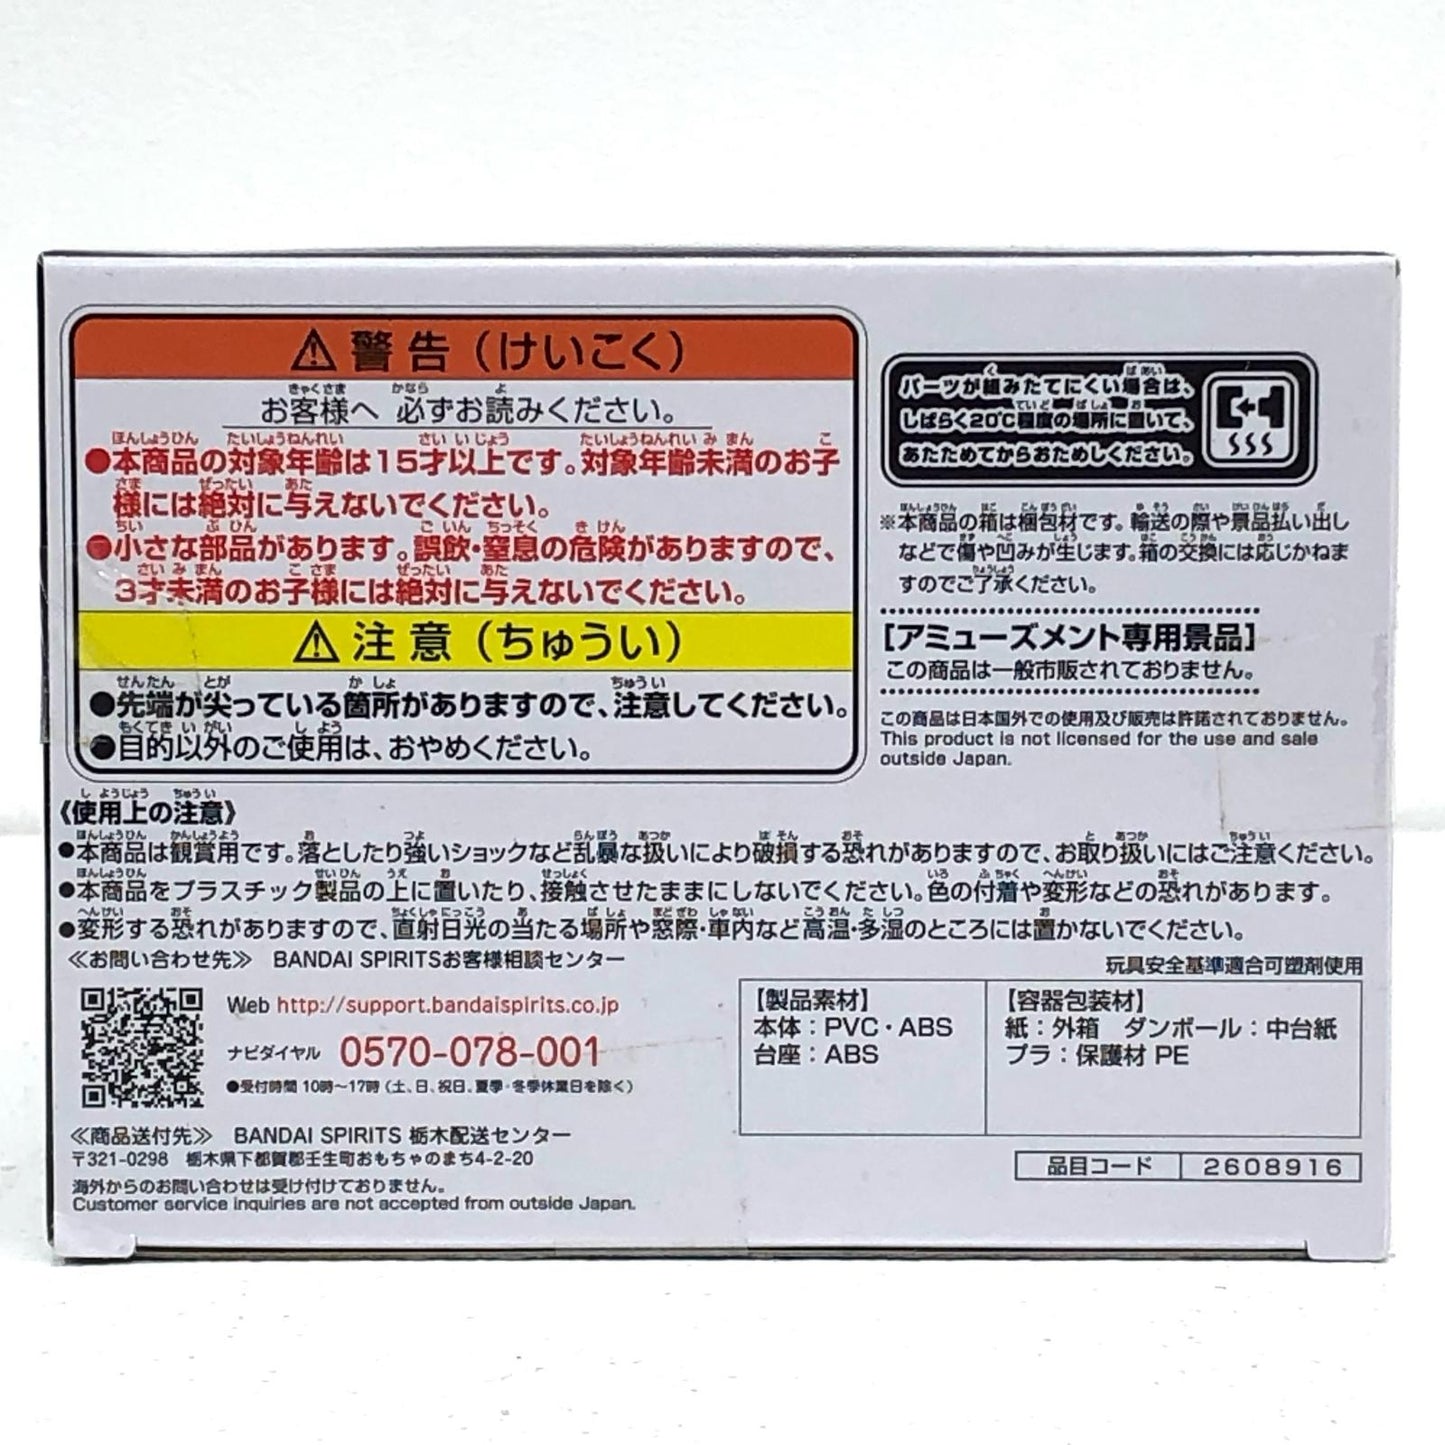 ⚠警告（けいこく）
お客様へ 必ずお読みください。
●本商品の対象年齢は15才以上です。対象年齢未満のお子
様には絶対に与えないでください。
●小さな部品があります。誤飲・窒息の危険がありますので、
3才未満のお子様には絶対に与えないでください。
⚠注意（ちゅうい）
●先端が尖っている箇所がありますので、注意してください。
●目的以外のご使用は、おやめください。
パーツが組みたてにくい場合は、
しばらく20℃程度の場所に置いて、
あたためてからおためしください。
※本商品の箱は梱包材です。輸送の際や景品払い出し
などで傷や凹みが生じます。箱の交換には応じかねま
すのでご了承ください。
【アミューズメント専用景品】
この商品は一般市販されておりません。
この商品は日本国外での使用及び販売は許諾されておりません。
This product is not licensed for the use and sale
outside Japan.
《使用上の注意》
●本商品は観賞用です。落としたり強いショックなど乱暴な扱いにより破損する恐れがありますので、お取り扱いにはご注意ください。
●本商品をプラスチック製品の上に置いたり、接触させたままにしないでください。色の付着や変形などの恐れがあります。
●変形する恐れがありますので、直射日光の当たる場所や窓際・車内など高温・多湿のところには置かないでください。
≪お問い合わせ先≫ BANDAI SPIRITSお客様相談センター
Web http://support.bandaispirits.co.jp
ナビダイヤル 0570-078-001
●受付時間 10時～17時（土、日、祝日、夏季・冬季休業日を除く）
≪商品送付先≫ BANDAI SPIRITS 栃木配送センター
〒321-0298 栃木県下都賀郡壬生町おもちゃのまち4-2-20
海外からのお問い合わせは受け付けておりません。
Customer service inquiries are not accepted from outside Japan.
玩具安全基準適合可塑剤使用
【製品素材】
本体：PVC・ABS
台座：ABS
【容器包装材】
紙：外箱 ダンボール：中台紙
プラ：保護材 PE
品目コード 2608916